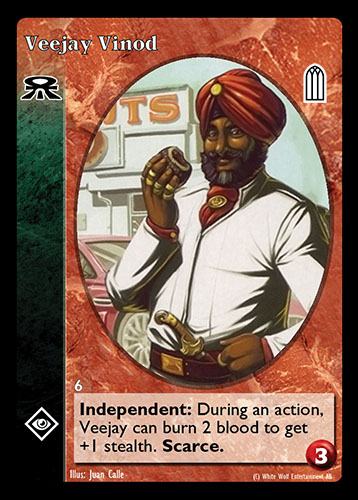 Veejay Vinod
TS
6
Independent: During an action,
Veejay can burn 2 blood to get
+1 stealth. Scarce.
3
Illus: Juan Calle
(C) White Wolf Entertainment AB